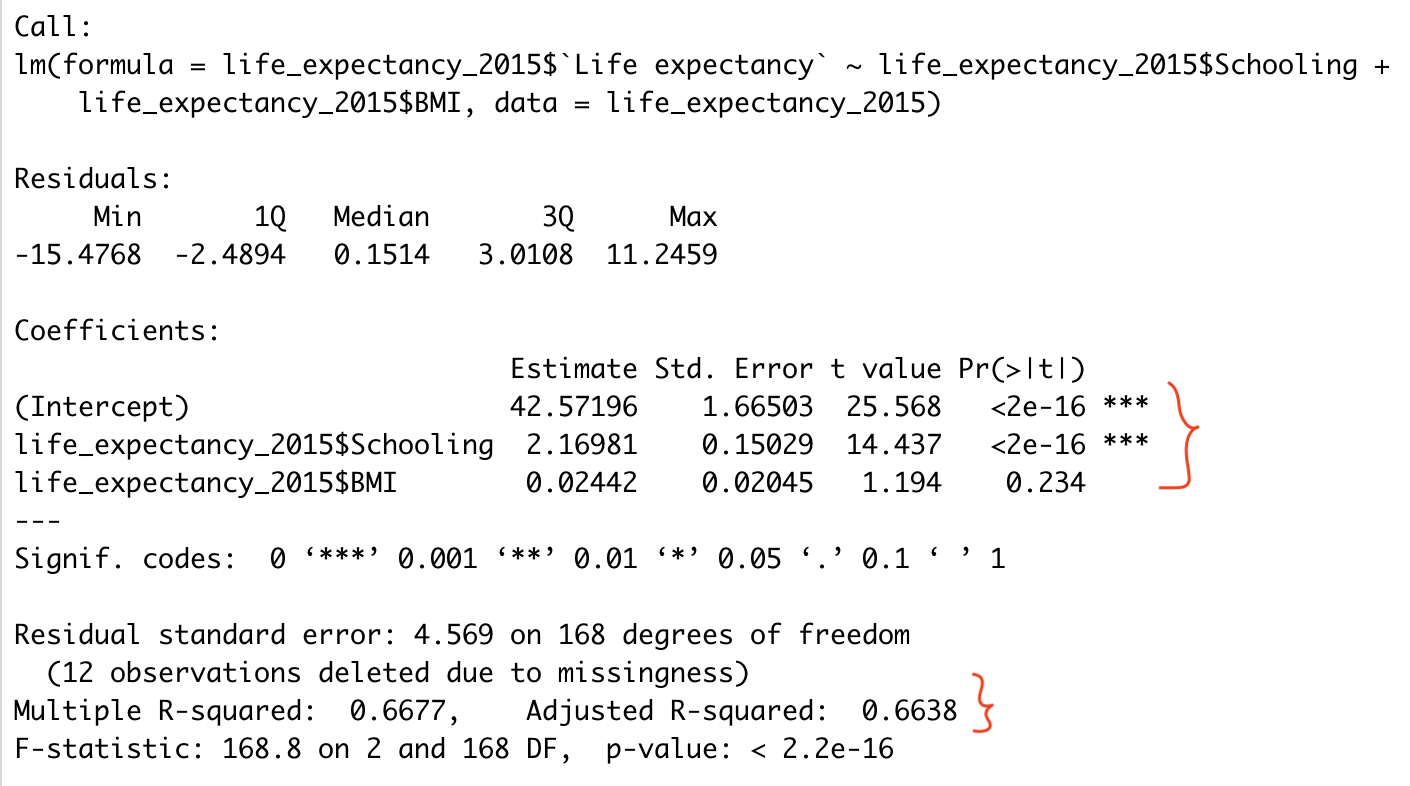 Call:
lm(formula = life_expectancy_2015$`Life expectancy` ~ life_expectancy_2015$Schooling +
    life_expectancy_2015$BMI, data = life_expectancy_2015)
Residuals:
     Min       1Q   Median       3Q      Max
-15.4768  -2.4894   0.1514   3.0108  11.2459
Coefficients:
                               Estimate Std. Error t value Pr(>|t|)
(Intercept)                    42.57196    1.66503  25.568   <2e-16 ***
life_expectancy_2015$Schooling  2.16981    0.15029  14.437   <2e-16 ***
life_expectancy_2015$BMI        0.02442    0.02045   1.194    0.234
---
Signif. codes:  0 ‘***’ 0.001 ‘**’ 0.01 ‘*’ 0.05 ‘.’ 0.1 ‘ ’ 1
Residual standard error: 4.569 on 168 degrees of freedom
  (12 observations deleted due to missingness)
Multiple R-squared:  0.6677,    Adjusted R-squared:  0.6638
F-statistic: 168.8 on 2 and 168 DF,  p-value: < 2.2e-16